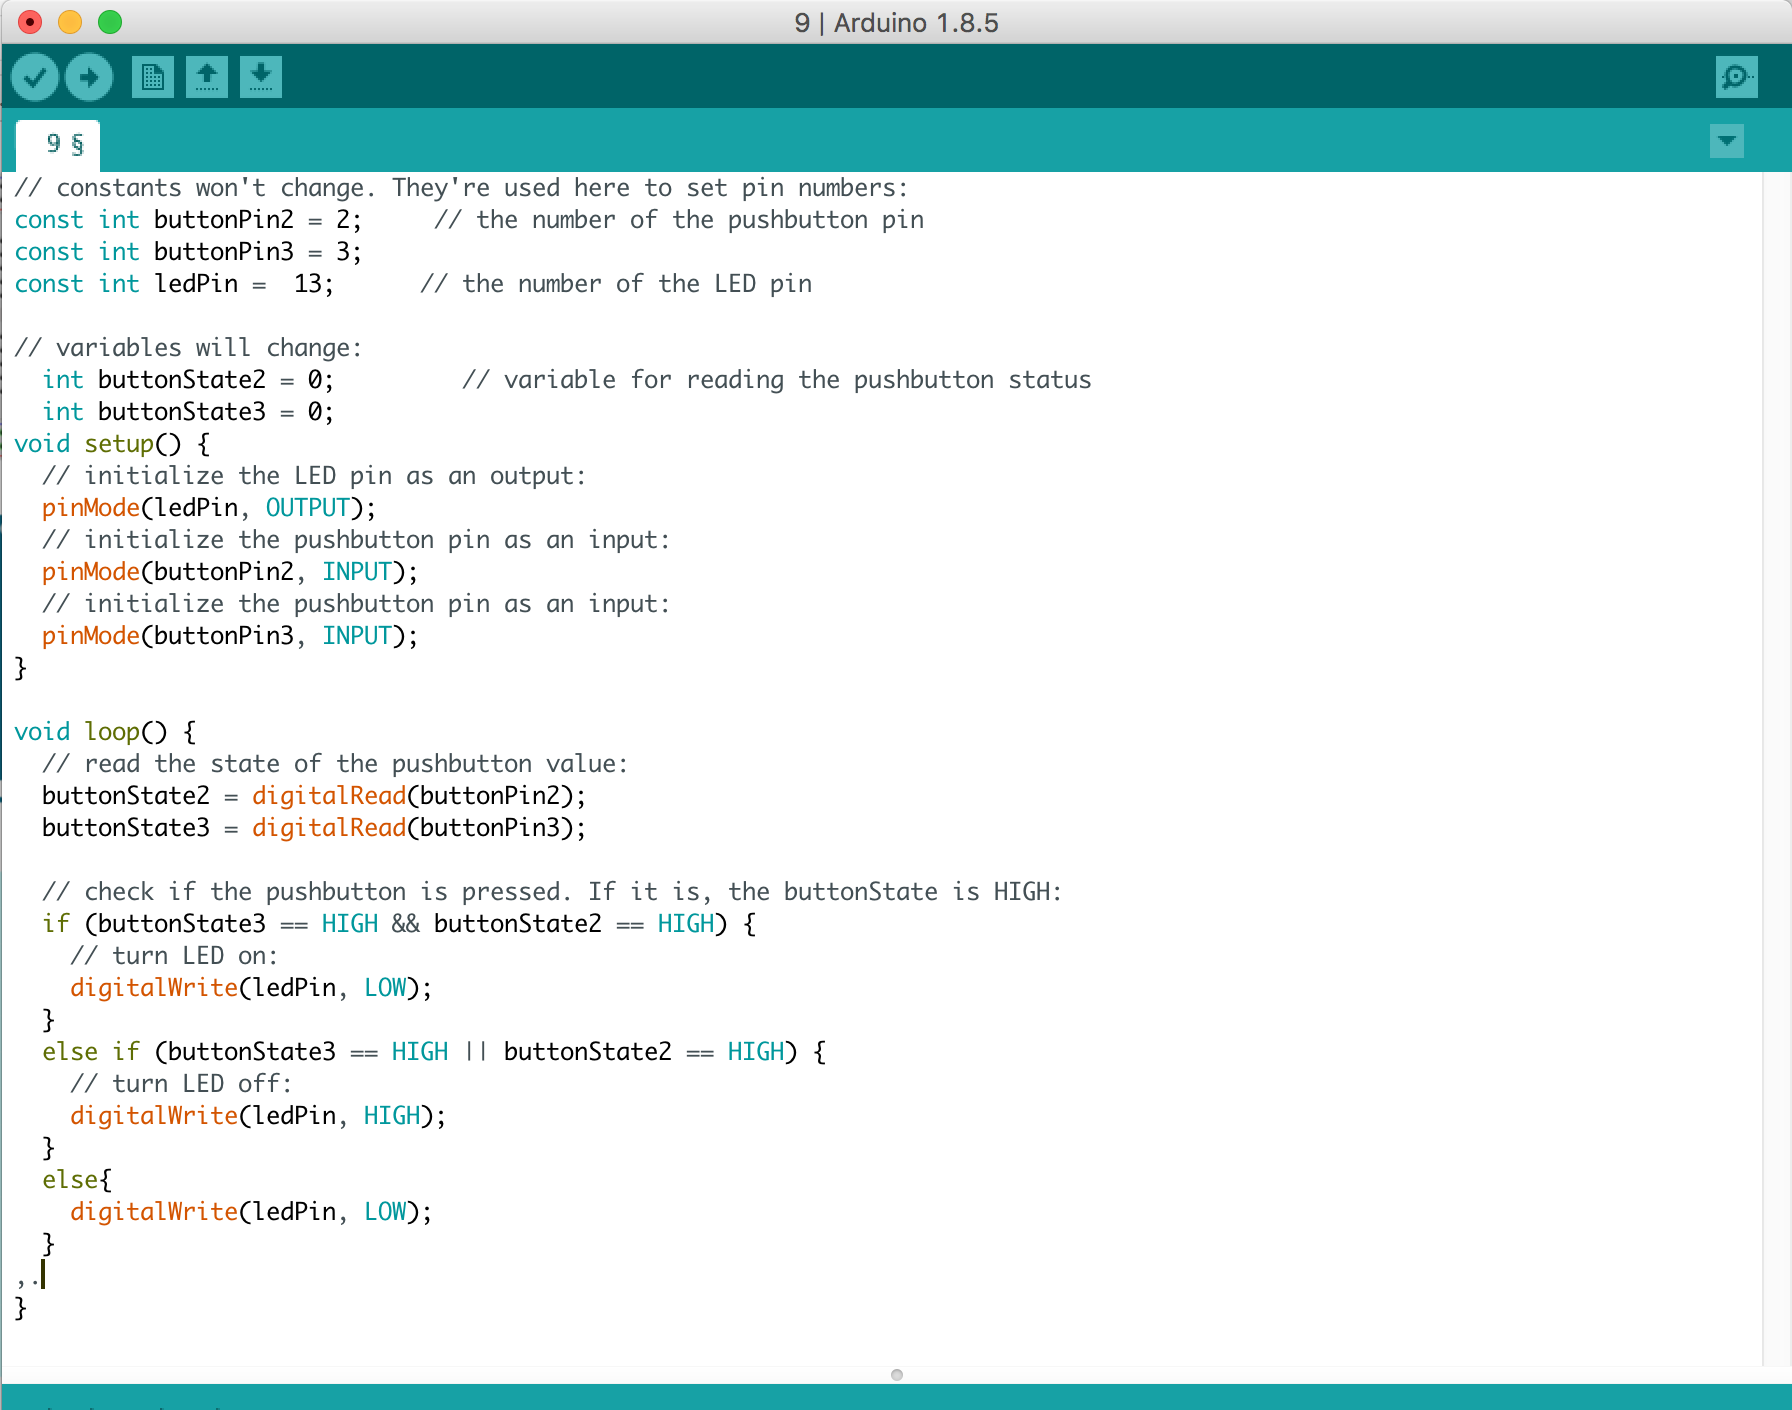 9 | Arduino 1.8.5
9 §
// constants won't change. They're used here to set pin numbers:
const int buttonPin2 = 2;     // the number of the pushbutton pin
const int buttonPin3 = 3;
const int ledPin =  13;      // the number of the LED pin
// variables will change:
  int buttonState2 = 0;         // variable for reading the pushbutton status
  int buttonState3 = 0;
void setup() {
  // initialize the LED pin as an output:
  pinMode(ledPin, OUTPUT);
  // initialize the pushbutton pin as an input:
  pinMode(buttonPin2, INPUT);
  // initialize the pushbutton pin as an input:
  pinMode(buttonPin3, INPUT);
}
void loop() {
  // read the state of the pushbutton value:
  buttonState2 = digitalRead(buttonPin2);
  buttonState3 = digitalRead(buttonPin3);
  // check if the pushbutton is pressed. If it is, the buttonState is HIGH:
  if (buttonState3 == HIGH && buttonState2 == HIGH) {
    // turn LED on:
    digitalWrite(ledPin, LOW);
  }
  else if (buttonState3 == HIGH || buttonState2 == HIGH) {
    // turn LED off:
    digitalWrite(ledPin, HIGH);
  }
  else{
    digitalWrite(ledPin, LOW);
  }
,.
}